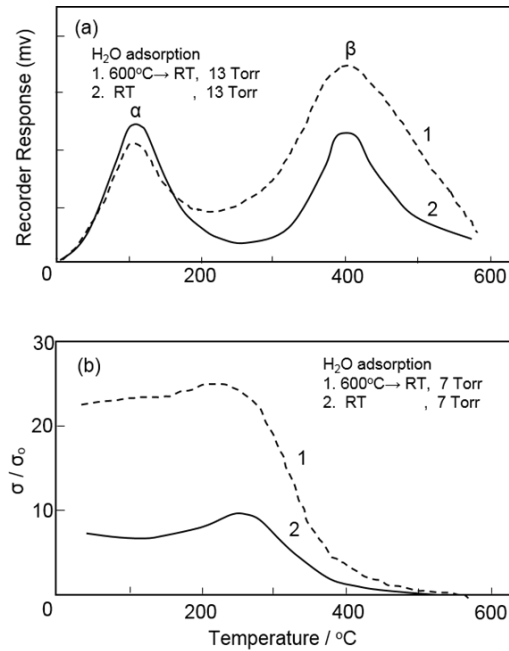 (a)
H₂O adsorption
1. 600°C→ RT, 13 Torr
2. RT , 13 Torr
α
β
1
2
Recorder Response (mv)
0
200
400
600
(b)
H₂O adsorption
1. 600°C→ RT, 7 Torr
2. RT , 7 Torr
30
20
10
0
1
2
σ / σₒ
200
400
600
Temperature / °C